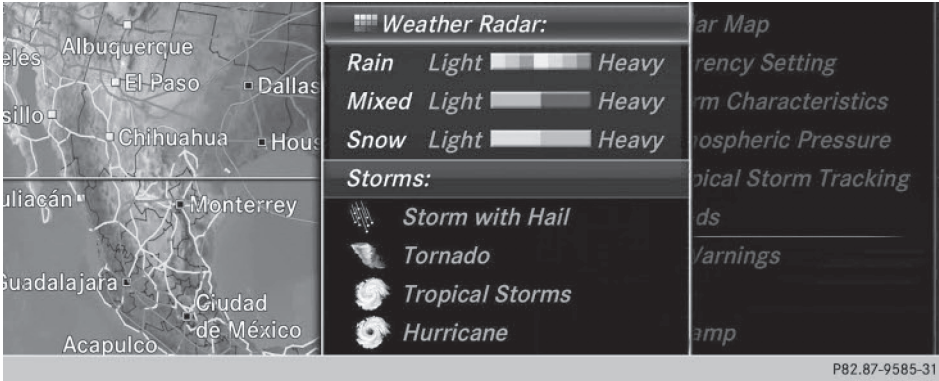 Albuquerque
eles
El Paso
Dallas
sillo
Chihuahua
Hous
uliacán
Monterrey
Guadalajara
Ciudad
de México
Acapulco
Weather Radar:
Rain Light Heavy
Mixed Light Heavy
Snow Light Heavy
Storms:
Storm with Hail
Tornado
Tropical Storms
Hurricane
ar Map
rency Setting
rm Characteristics
ospheric Pressure
pical Storm Tracking
ds
Warnings
amp
P82.87-9585-31